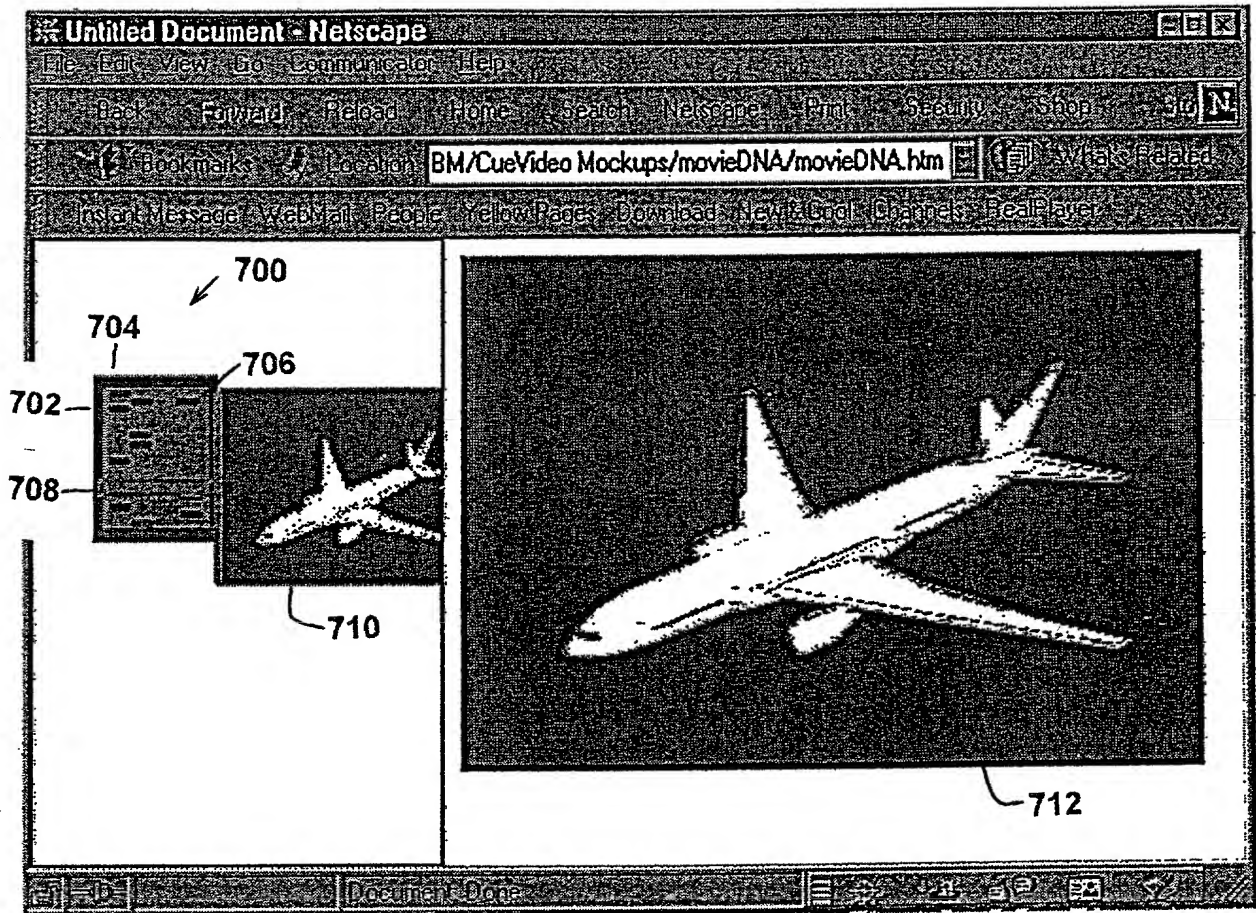 Untitled Document - Netscape
File Edit View Go Communicator Help
Back Forward Reload Home Search Netscape Print Security Shop Sto N
Bookmarks Location BM/CueVideo Mockups/movieDNA/movieDNA.htm What's Related
Instant Message WebMail People Yellow Pages Download New & Cool Channels RealPlayer
700
704
706
702
708
710
712
Document: Done